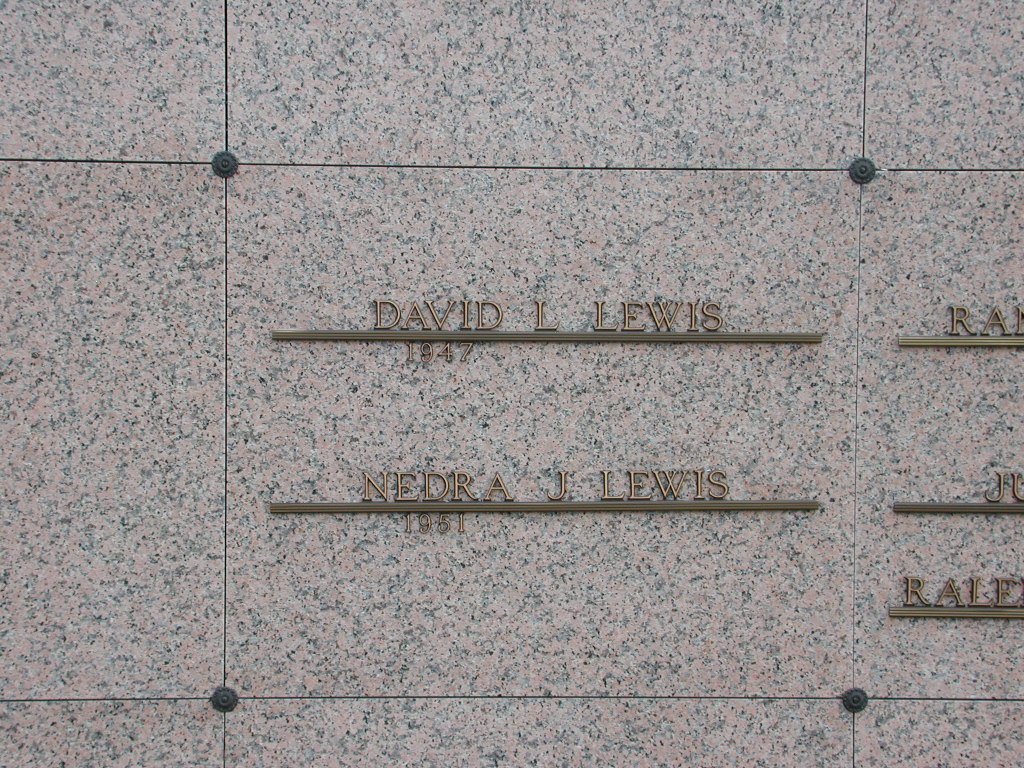 DAVID L LEWIS
1947
NEDRA J LEWIS
1951